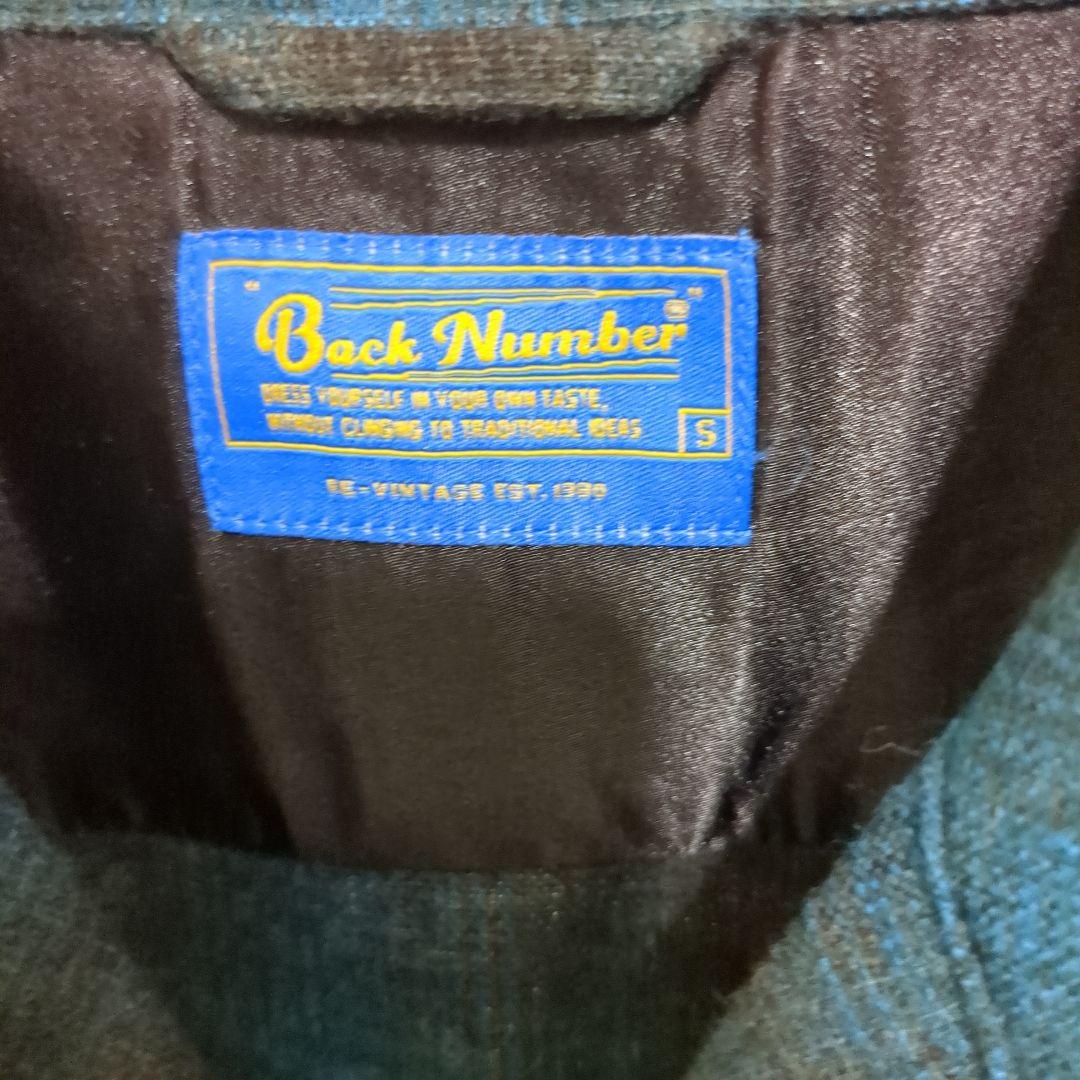 "Back Number®"
DRESS YOURSELF IN YOUR OWN TASTE,
WITHOUT CLINGING TO TRADITIONAL IDEAS
S
RE-VINTAGE EST.